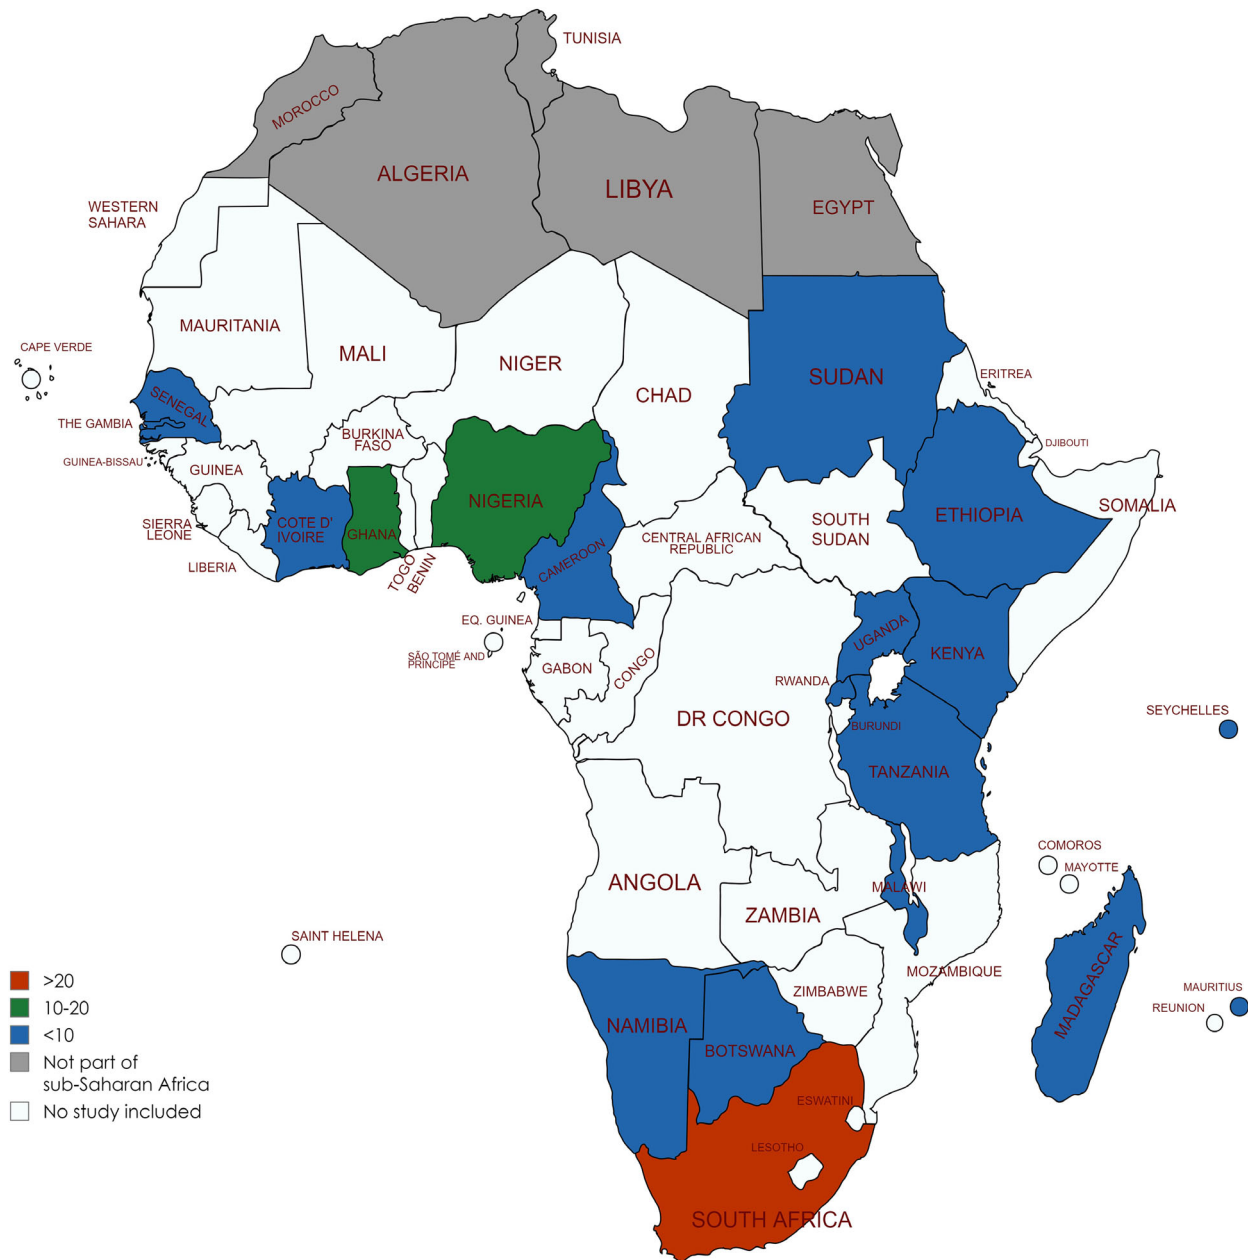 TUNISIA
MOROCCO
ALGERIA
LIBYA
EGYPT
WESTERN
SAHARA
MAURITANIA
MALI
NIGER
CHAD
SUDAN
ERITREA
CAPE VERDE
SENEGAL
THE GAMBIA
BURKINA
FASO
DJIBOUTI
GUINEA-BISSAU
GUINEA
NIGERIA
SOMALIA
SIERRA
LEONE
COTE D'
IVOIRE
GHANA
SOUTH
SUDAN
ETHIOPIA
CENTRAL AFRICAN
REPUBLIC
LIBERIA
TOGO
BENIN
CAMEROON
EQ. GUINEA
SÃO TOMÉ AND
PRINCIPE
GABON
CONGO
UGANDA
KENYA
RWANDA
DR CONGO
BURUNDI
SEYCHELLES
TANZANIA
COMOROS
MAYOTTE
ANGOLA
MALAWI
ZAMBIA
SAINT HELENA
MOZAMBIQUE
MADAGASCAR
ZIMBABWE
MAURITIUS
REUNION
NAMIBIA
BOTSWANA
ESWATINI
LESOTHO
SOUTH AFRICA
>20
10-20
<10
Not part of
sub-Saharan Africa
No study included